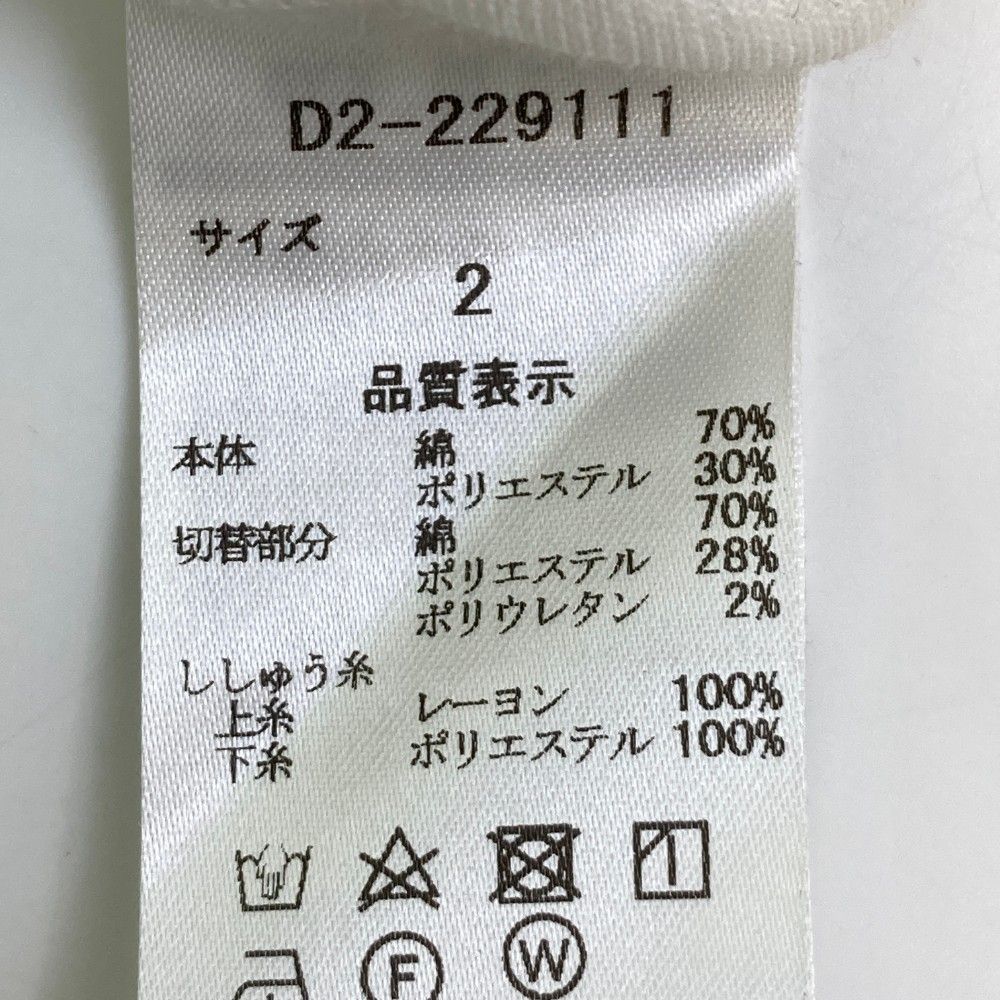 D2-229111
サイズ
2
品質表示
本体 綿 70%
ポリエステル 30%
切替部分 綿 70%
ポリエステル 28%
ポリウレタン 2%
ししゅう糸
上糸 レーヨン 100%
下糸 ポリエステル 100%
F W